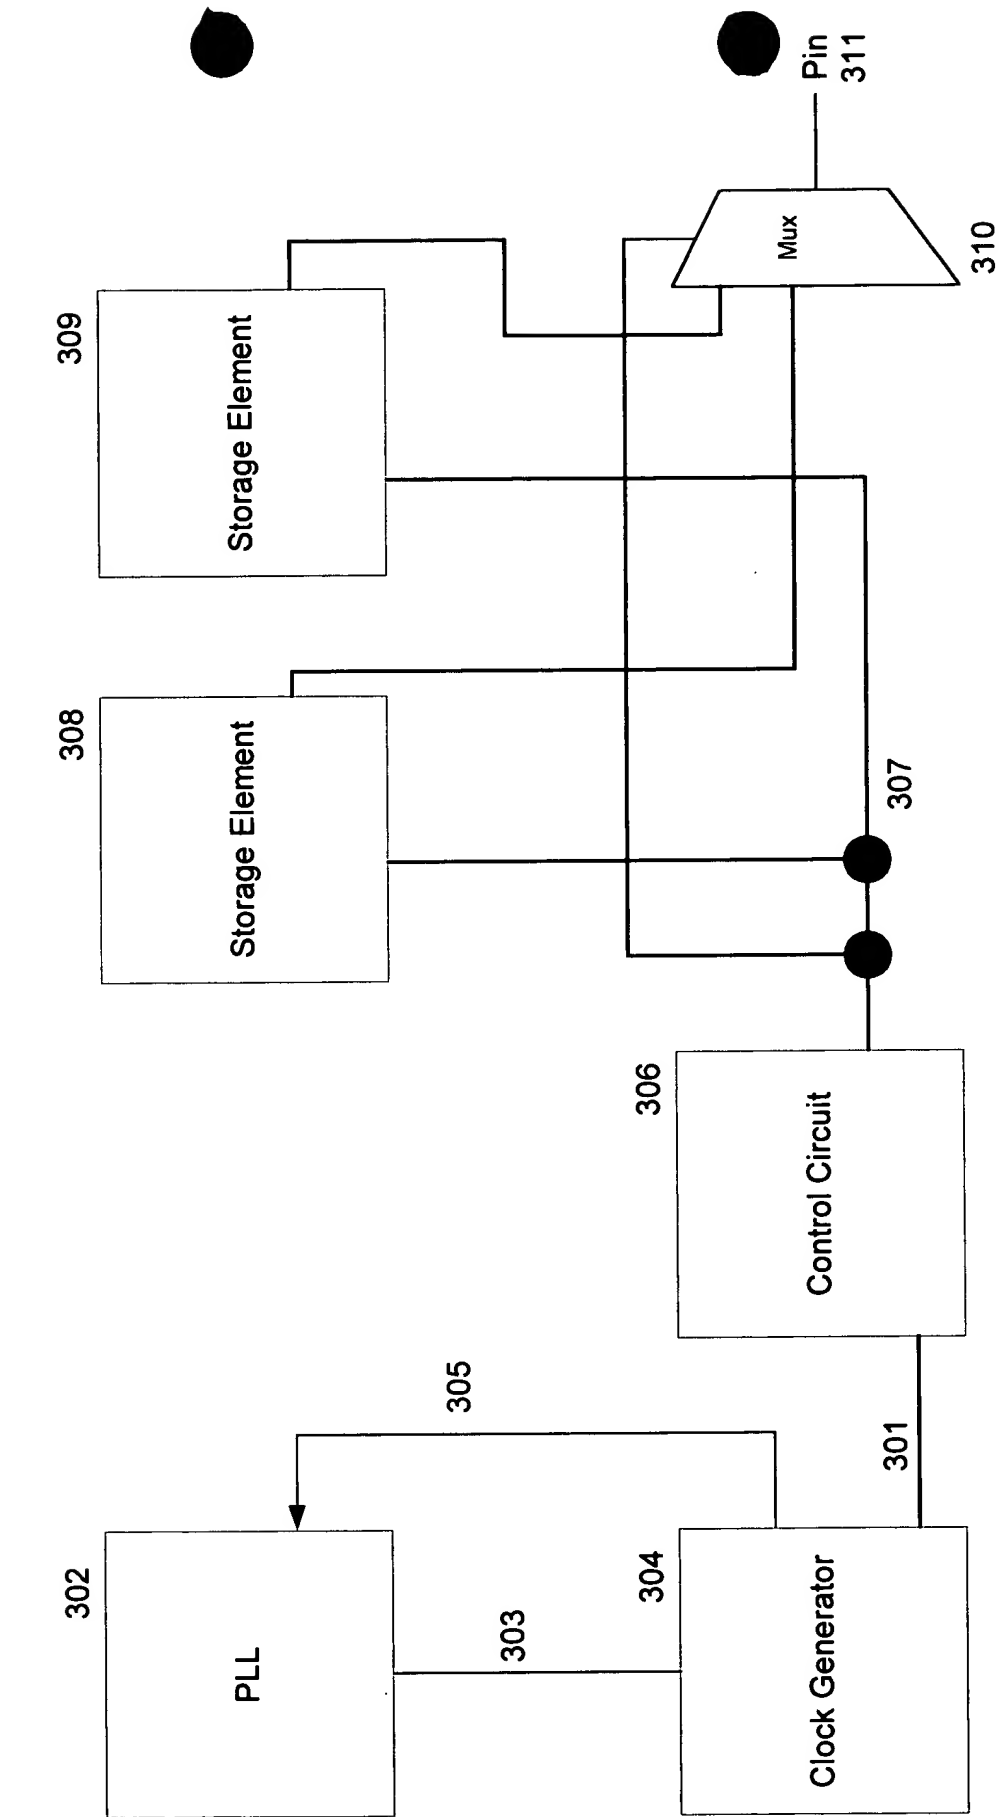 302
PLL
303
305
304
Clock Generator
301
306
Control Circuit
307
308
Storage Element
309
Storage Element
Mux
310
Pin
311